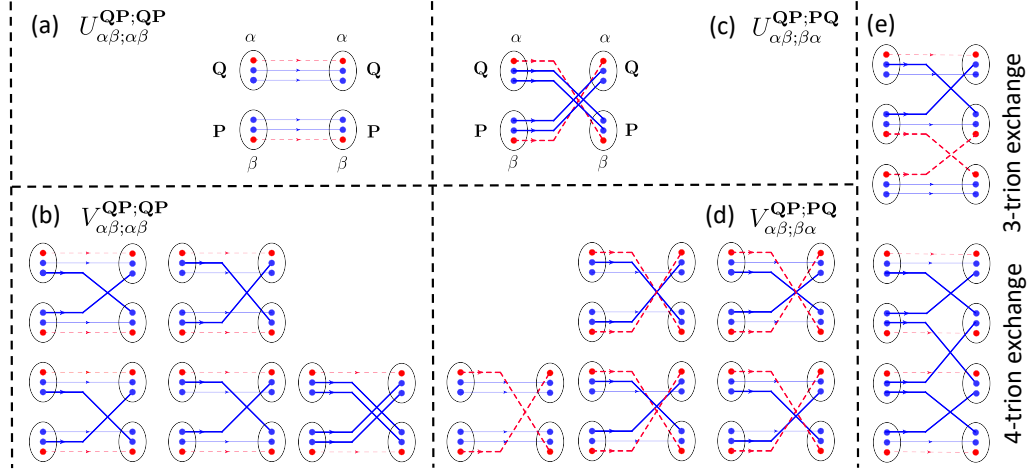 (a) U^{QP;QP}_{αβ;αβ}
α α
Q Q
P P
β β
(c) U^{QP;PQ}_{αβ;βα}
α α
Q Q
P P
β β
(e)
3-trion exchange
(b) V^{QP;QP}_{αβ;αβ}
(d) V^{QP;PQ}_{αβ;βα}
4-trion exchange